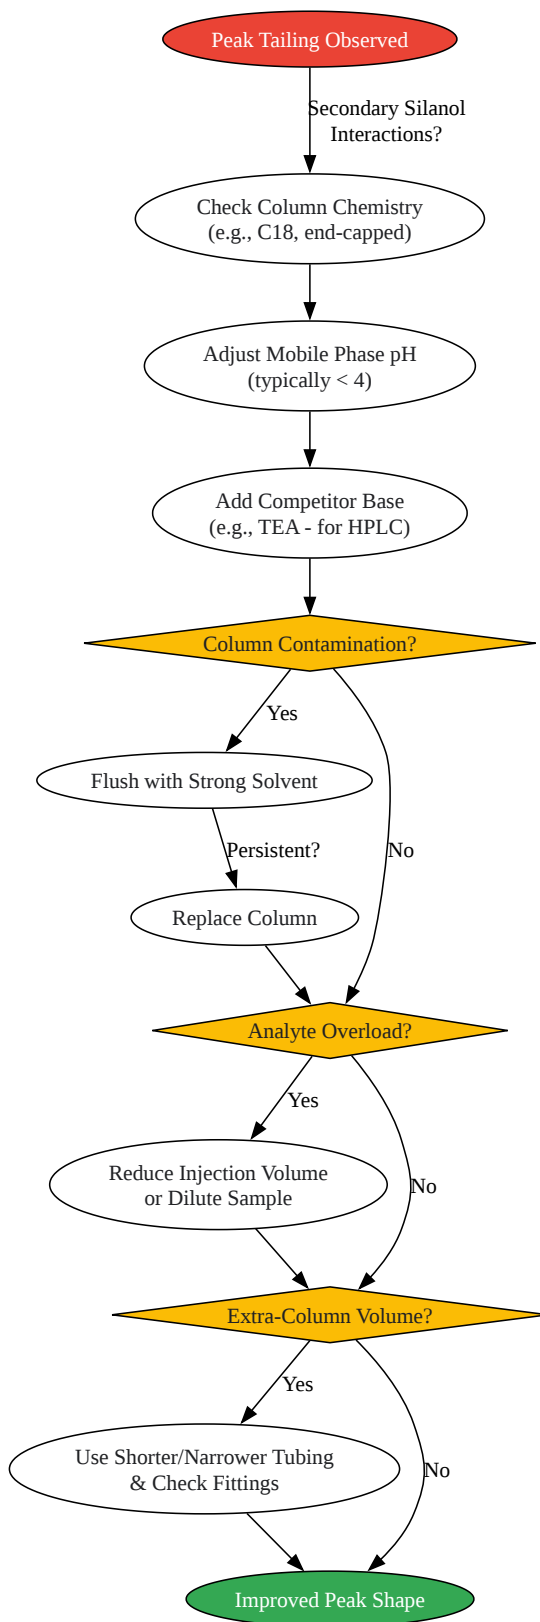 Peak Tailing Observed
Secondary Silanol
Interactions?
Check Column Chemistry
(e.g., C18, end-capped)
Adjust Mobile Phase pH
(typically < 4)
Add Competitor Base
(e.g., TEA - for HPLC)
Column Contamination?
Yes
Flush with Strong Solvent
Persistent?
No
Replace Column
Analyte Overload?
Yes
Reduce Injection Volume
or Dilute Sample
No
Extra-Column Volume?
Yes
Use Shorter/Narrower Tubing
& Check Fittings
No
Improved Peak Shape